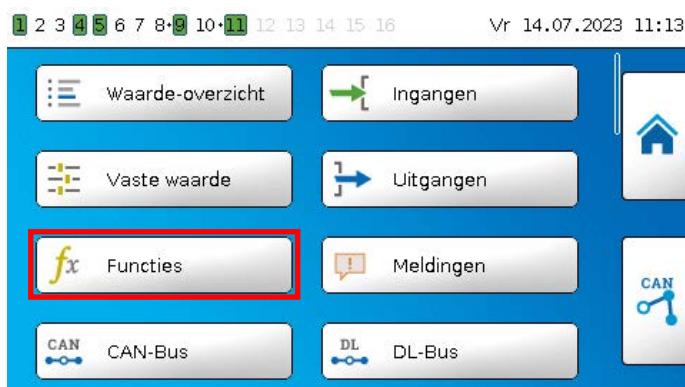 1 2 3 4 5 6 7 8·9 10·11 12 13 14 15 16 Vr 14.07.2023 11:13
Waarde-overzicht Ingangen
Vaste waarde Uitgangen
fx Functies Meldingen
CAN
CAN CAN-Bus DL DL-Bus